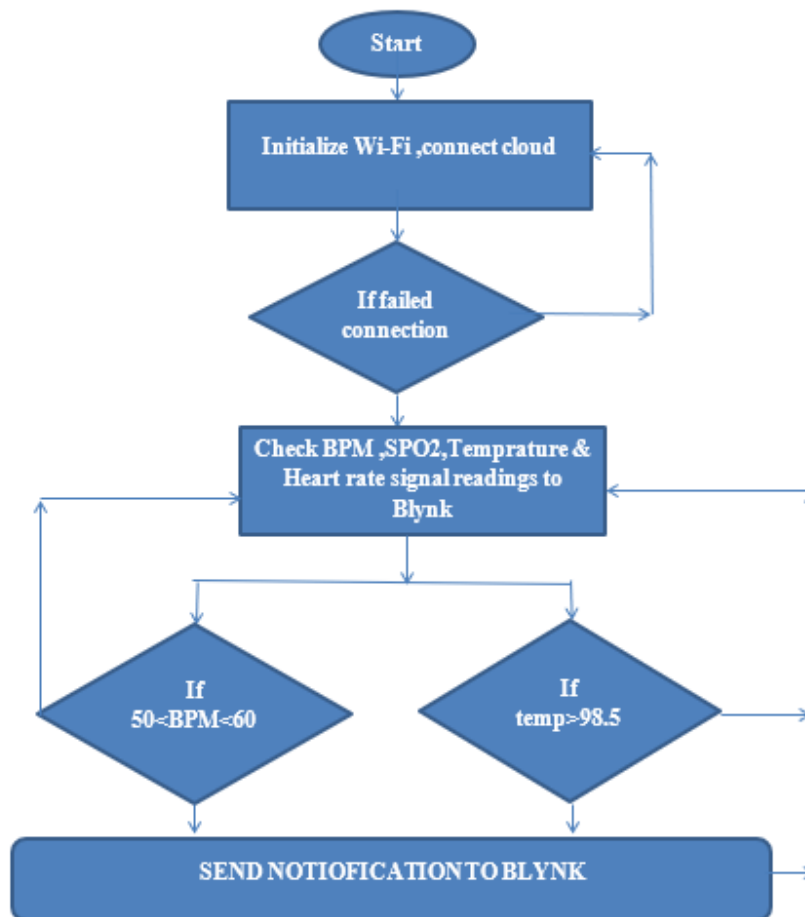 Start
Initialize Wi-Fi ,connect cloud
If failed
connection
Check BPM ,SPO2,Temprature &
Heart rate signal readings to
Blynk
If
50<BPM<60
If
temp>98.5
SEND NOTIOFICATION TO BLYNK